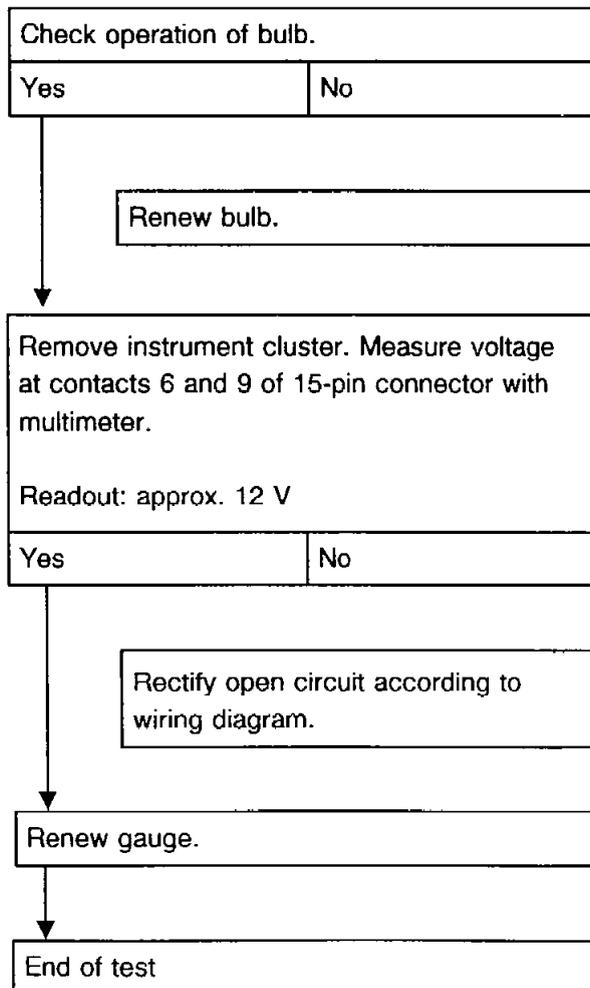 Check operation of bulb.
Yes
No
Renew bulb.
Remove instrument cluster. Measure voltage
at contacts 6 and 9 of 15-pin connector with
multimeter.
Readout: approx. 12 V
Yes
No
Rectify open circuit according to
wiring diagram.
Renew gauge.
End of test